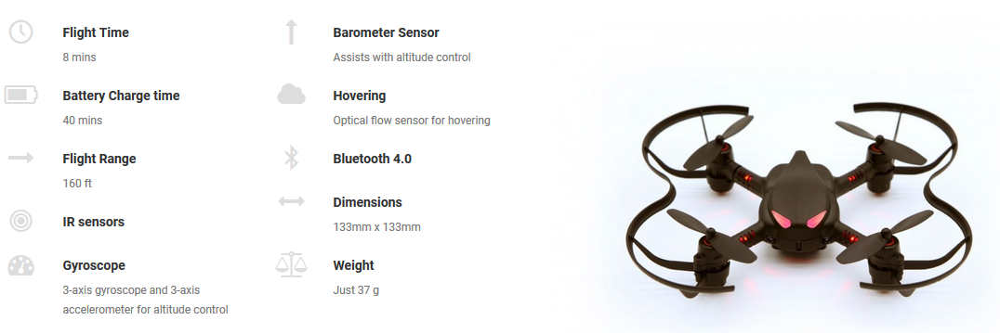 Flight Time
8 mins
Battery Charge time
40 mins
Flight Range
160 ft
IR sensors
Gyroscope
3-axis gyroscope and 3-axis
accelerometer for altitude control
Barometer Sensor
Assists with altitude control
Hovering
Optical flow sensor for hovering
Bluetooth 4.0
Dimensions
133mm x 133mm
Weight
Just 37 g